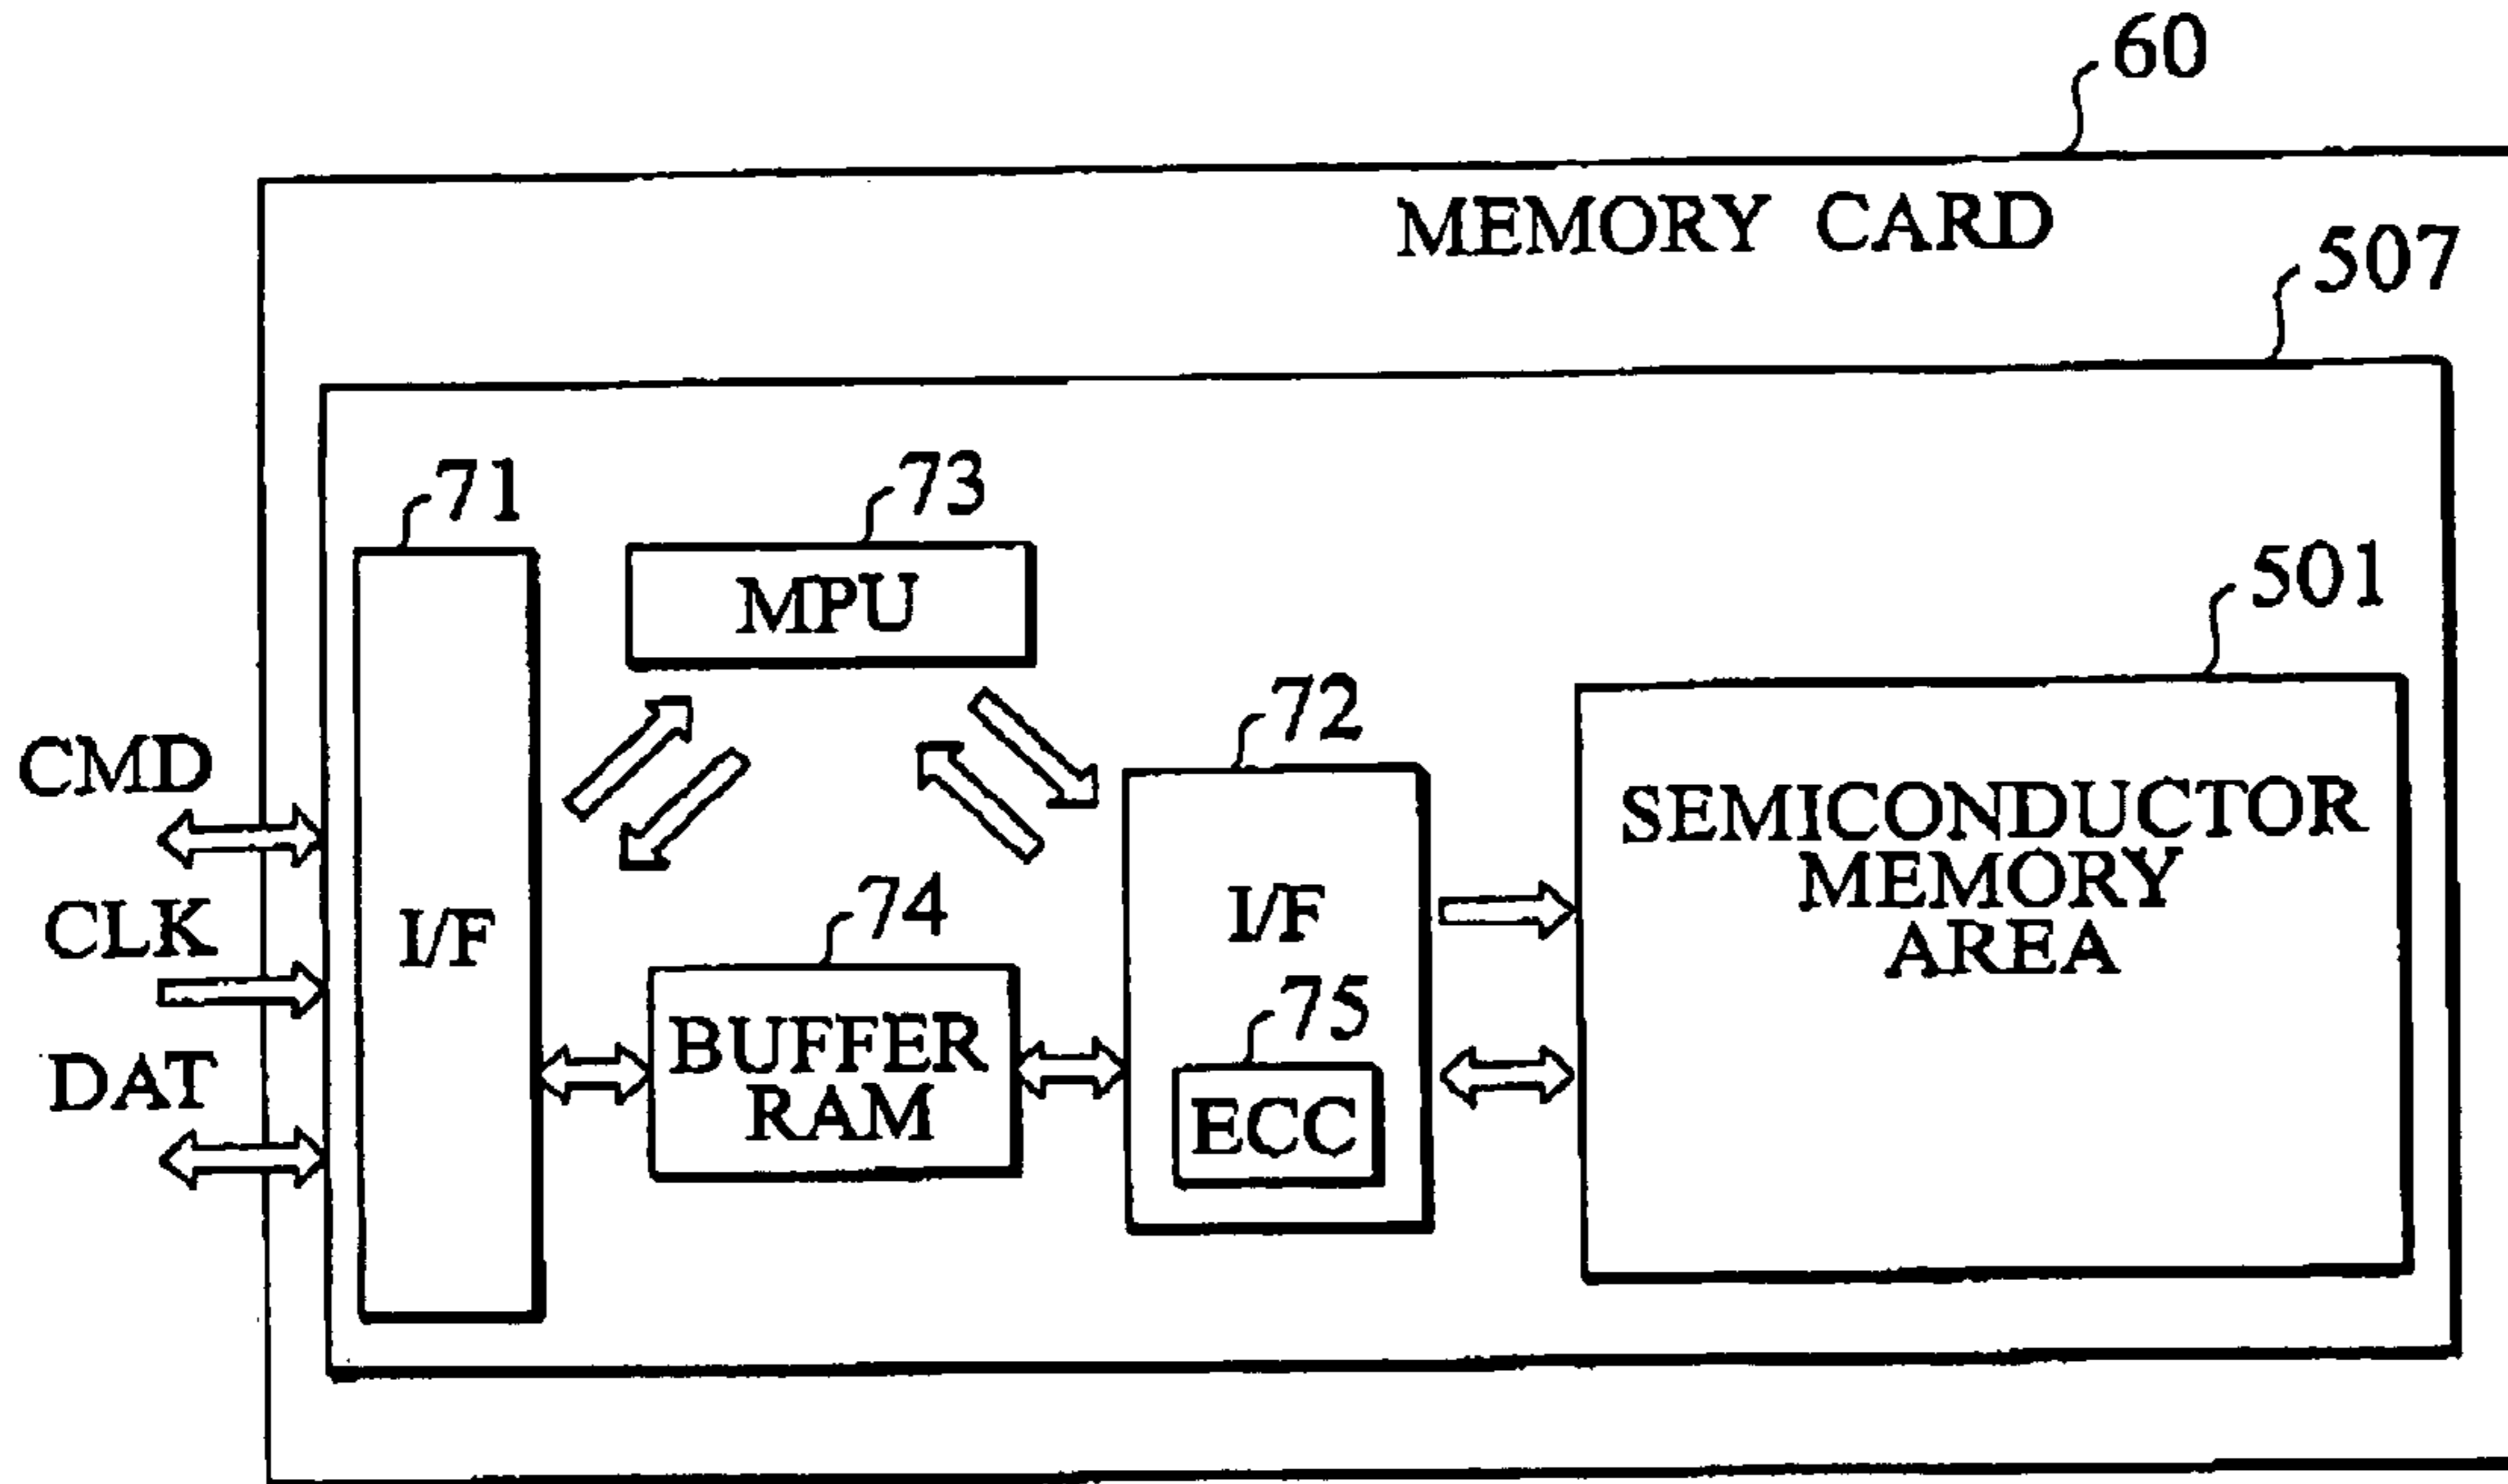 60
MEMORY CARD
507
71
73
MPU
501
72
CMD
SEMICONDUCTOR
MEMORY
AREA
74
I/F
I/F
CLK
75
BUFFER
RAM
DAT
ECC